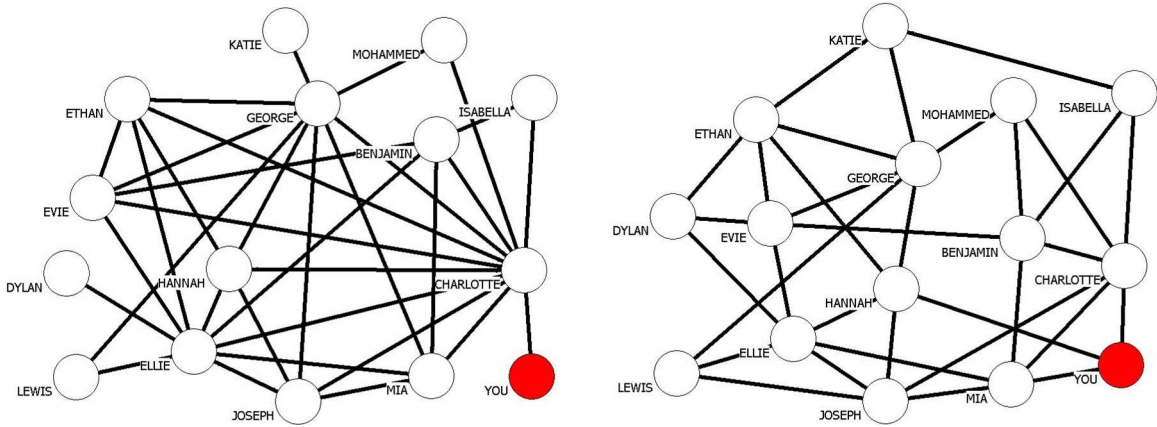 KATIE
MOHAMMED
ETHAN
GEORGE
ISABELLA
BENJAMIN
EVIE
DYLAN
HANNAH
CHARLOTTE
ELLIE
LEWIS
MIA
YOU
JOSEPH
KATIE
ISABELLA
MOHAMMED
ETHAN
GEORGE
DYLAN
EVIE
BENJAMIN
CHARLOTTE
HANNAH
ELLIE
YOU
LEWIS
MIA
JOSEPH